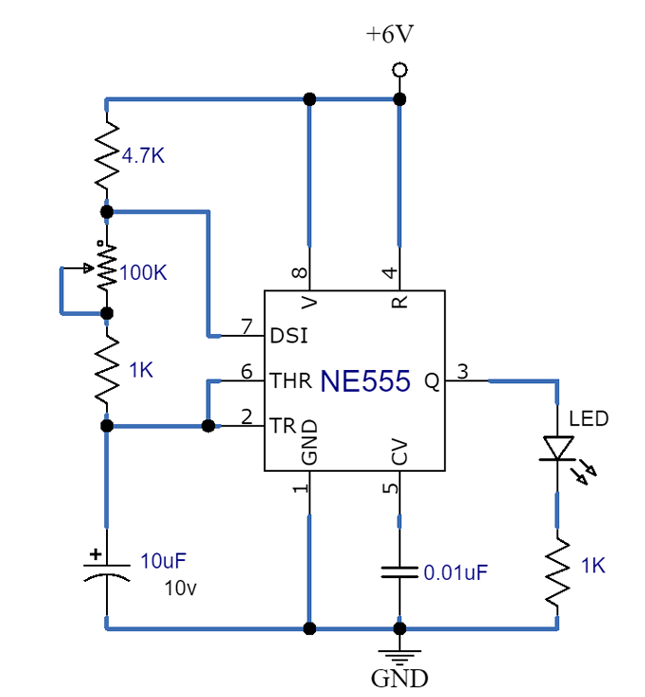 +6V
4.7K
100K
8
4
V
R
7
DSI
1K
6
THR
NE555
Q
3
2
TR
GND
CV
LED
1
5
+
10uF
10v
0.01uF
1K
GND